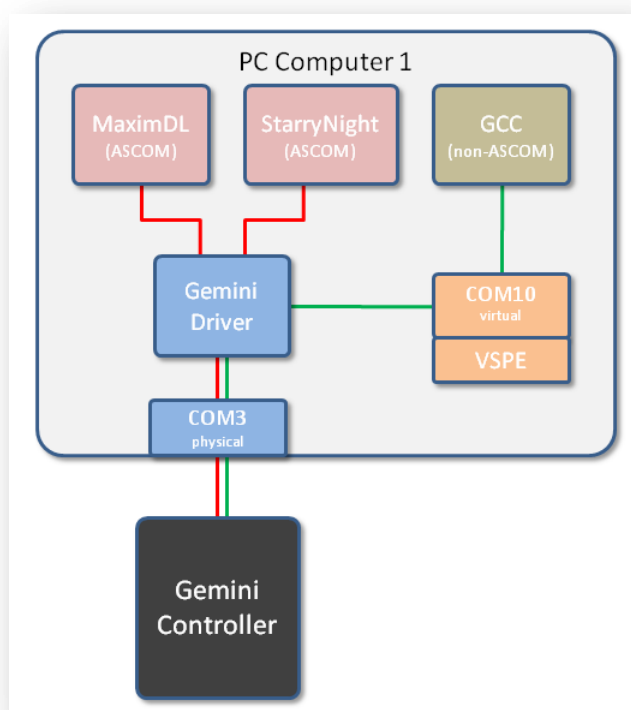 PC Computer 1
MaximDL
(ASCOM)
StarryNight
(ASCOM)
GCC
(non-ASCOM)
Gemini
Driver
COM10
virtual
VSPE
COM3
physical
Gemini
Controller